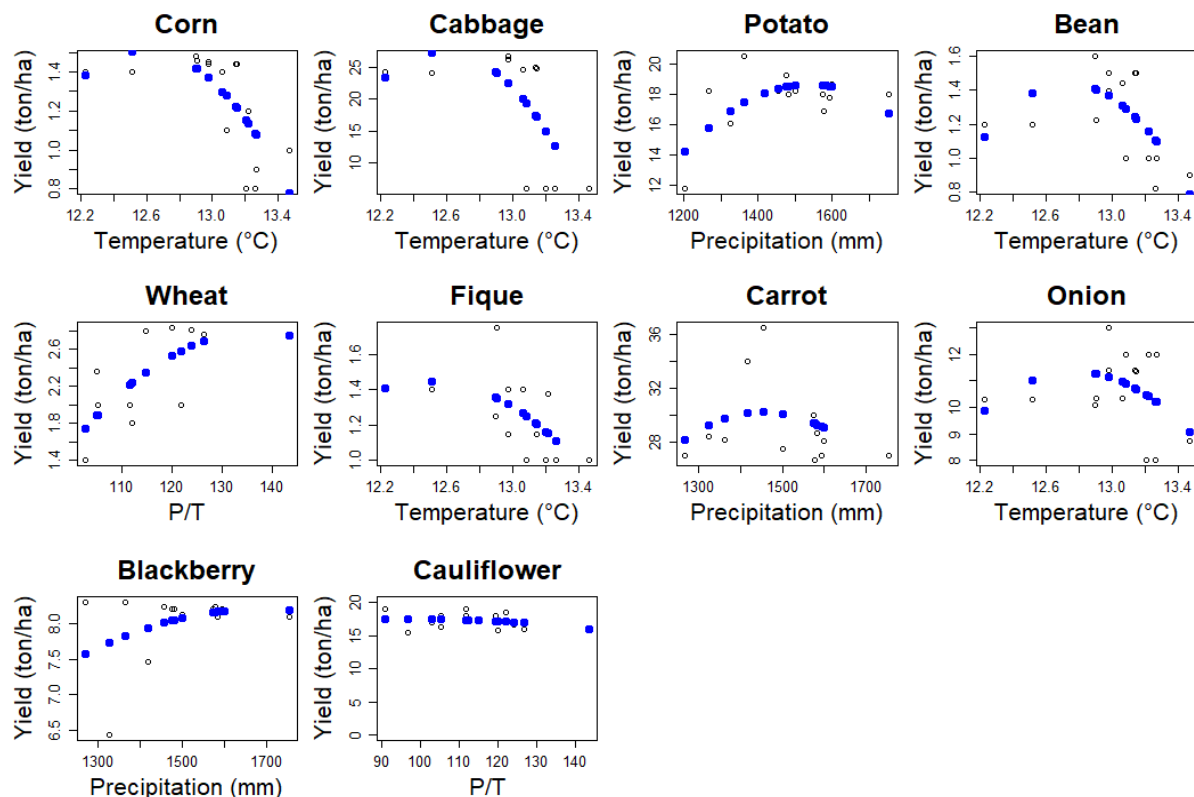 Corn
Cabbage
Potato
Bean
Yield (ton/ha)
0.8 1.0 1.2 1.4
12.2 12.6 13.0 13.4
Temperature (°C)
Yield (ton/ha)
10 15 20 25
12.2 12.6 13.0 13.4
Temperature (°C)
Yield (ton/ha)
12 14 16 18 20
1200 1400 1600
Precipitation (mm)
Yield (ton/ha)
0.8 1.0 1.2 1.4 1.6
12.2 12.6 13.0 13.4
Temperature (°C)
Wheat
Fique
Carrot
Onion
Yield (ton/ha)
1.4 1.8 2.2 2.6
110 120 130 140
P/T
Yield (ton/ha)
1.0 1.2 1.4 1.6
12.2 12.6 13.0 13.4
Temperature (°C)
Yield (ton/ha)
28 30 32 36
1300 1500 1700
Precipitation (mm)
Yield (ton/ha)
8 9 10 12
12.2 12.6 13.0 13.4
Temperature (°C)
Blackberry
Cauliflower
Yield (ton/ha)
6.5 7.0 7.5 8.0
1300 1500 1700
Precipitation (mm)
Yield (ton/ha)
0 5 10 15 20
90 100 110 120 130 140
P/T